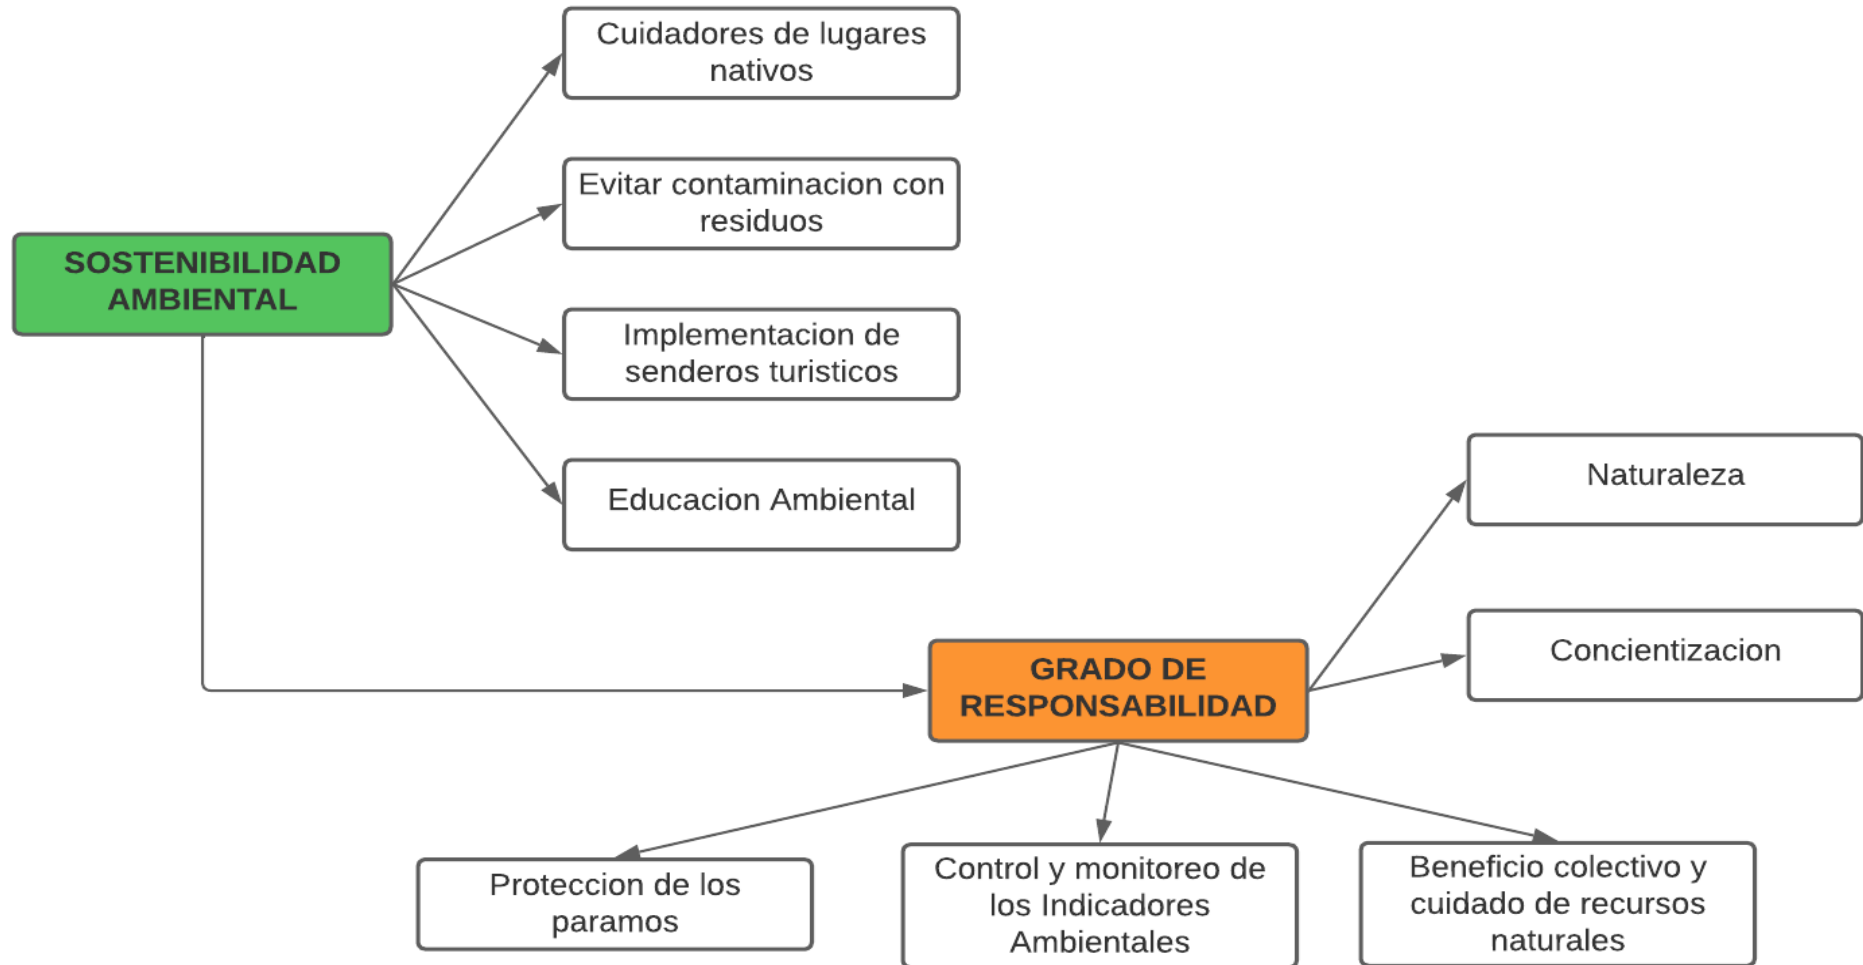 Cuidadores de lugares
nativos
Evitar contaminacion con
residuos
SOSTENIBILIDAD
AMBIENTAL
Implementacion de
senderos turisticos
Educacion Ambiental
Naturaleza
Concientizacion
GRADO DE
RESPONSABILIDAD
Proteccion de los
paramos
Control y monitoreo de
los Indicadores
Ambientales
Beneficio colectivo y
cuidado de recursos
naturales